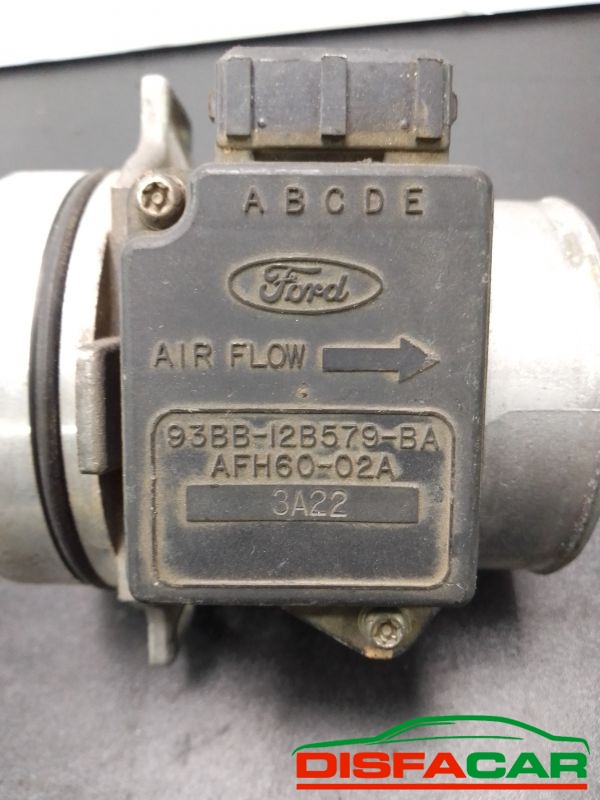 A B C D E
Ford
AIR FLOW
93BB-12B579-BA
AFH60-02A
3A22
DISFACAR